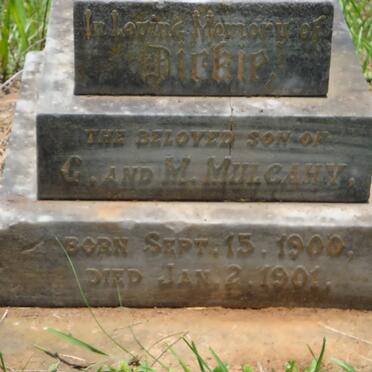 In Loving Memory of
Dickie,
THE BELOVED SON OF
G. AND M. MULCAHY,
BORN SEPT. 15. 1900,
DIED JAN. 2. 1901.